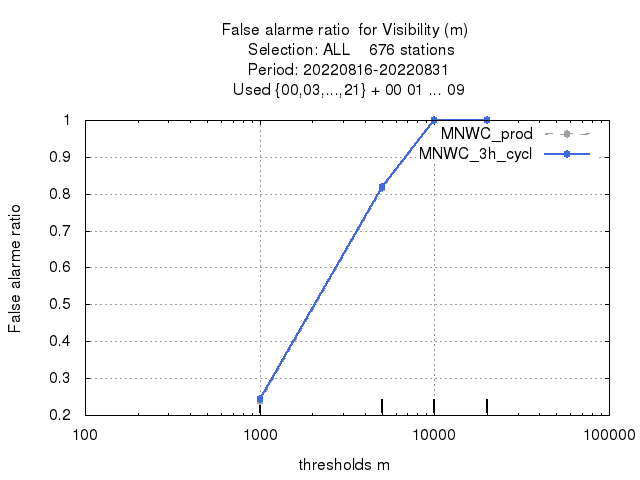 False alarme ratio  for Visibility (m)
Selection: ALL    676 stations
Period: 20220816-20220831
Used {00,03,...,21} + 00 01 ... 09
1
0.9
0.8
0.7
0.6
0.5
0.4
0.3
0.2
False alarme ratio
MNWC_prod
MNWC_3h_cycl
100
1000
10000
100000
thresholds m